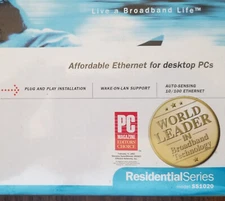 Live a Broadband Life™
Affordable Ethernet for desktop PCs
PLUG AND PLAY INSTALLATION
WAKE-ON-LAN SUPPORT
AUTO-SENSING
10/100 ETHERNET
PC
MAGAZINE
EDITORS'
CHOICE
WORLD
LEADER
IN
Broadband
Technology
ResidentialSeries
SS1020